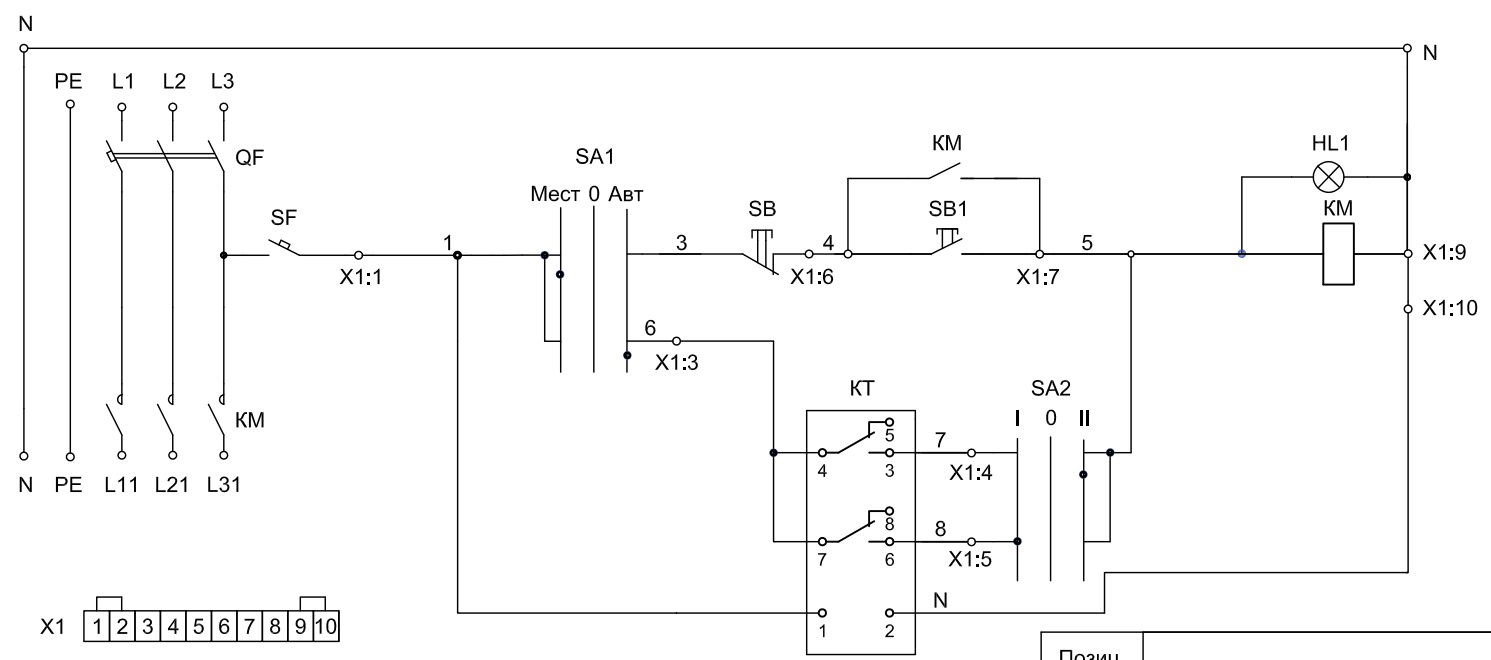 N
N
PE L1 L2 L3
QF
KM
HL1
SA1
Мест 0 Авт
SB
SB1
KM
SF
1
3
4
5
X1:1
X1:6
X1:7
X1:9
X1:10
6
X1:3
KT
SA2
I 0 II
KM
5
7
4
3
X1:4
8
8
7
6
X1:5
N
1
2
N PE L11 L21 L31
X1 1 2 3 4 5 6 7 8 9 10